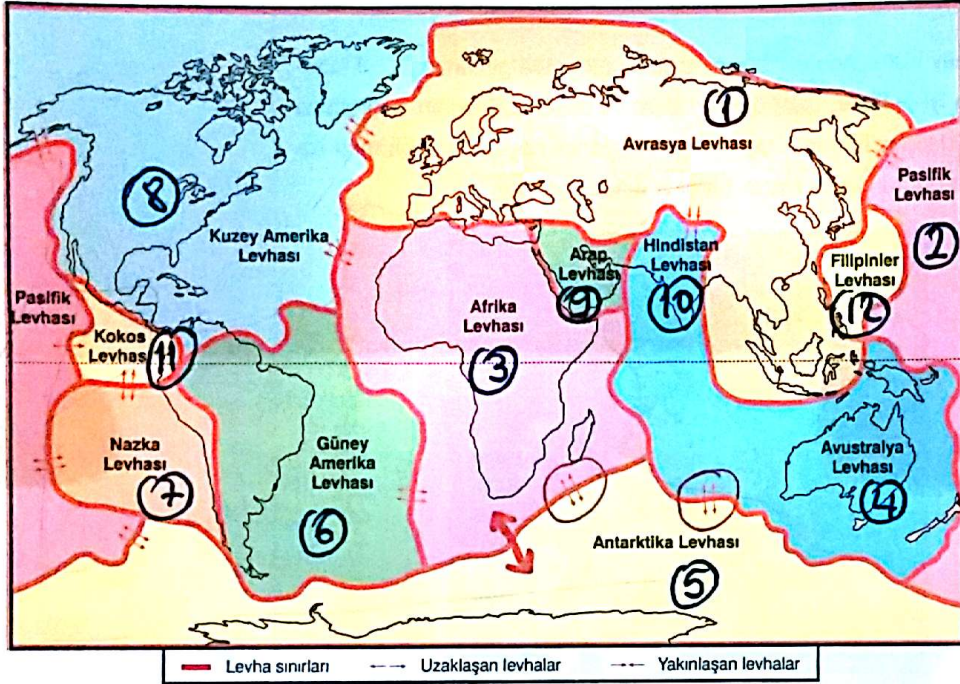 1
Avrasya Levhası
Pasifik
Levhası
2
8
Kuzey Amerika
Levhası
Arap
Levhası
9
Hindistan
Levhası
10
Filipinler
Levhası
12
Pasifik
Levhası
Kokos
Levhas
11
Afrika
Levhası
3
Nazka
Levhası
7
Güney
Amerika
Levhası
6
Avustralya
Levhası
4
Antarktika Levhası
5
Levha sınırları
Uzaklaşan levhalar
Yakınlaşan levhalar